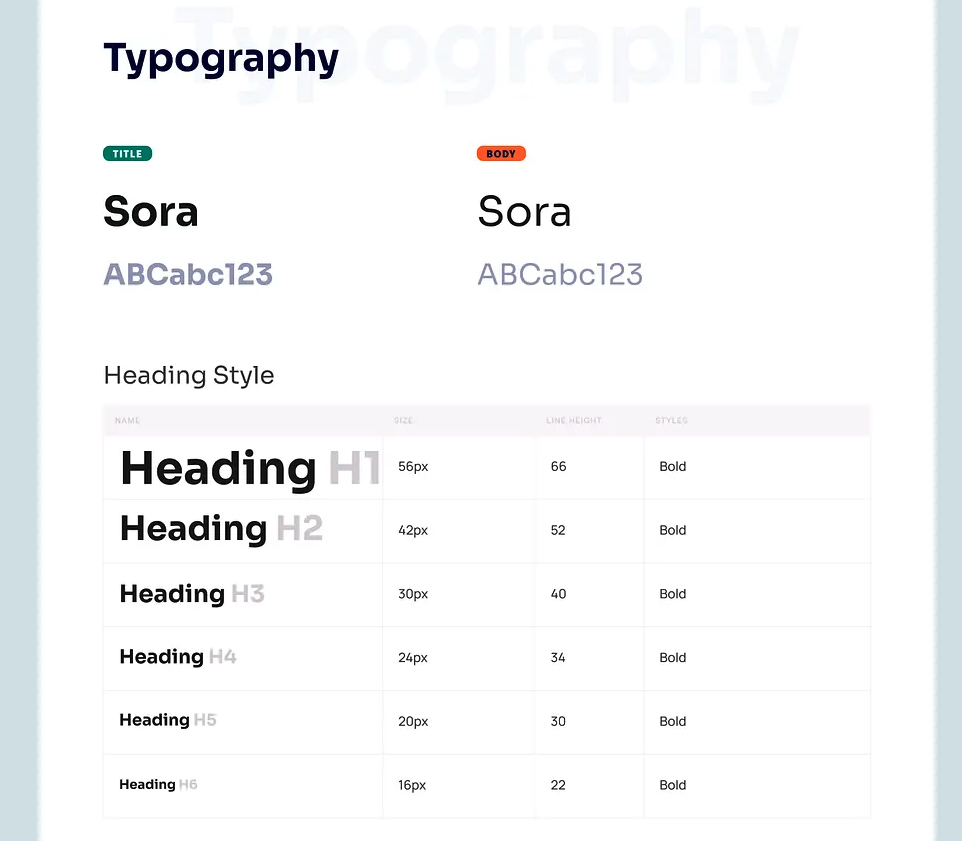 Typography
Typography
TITLE BODY
Sora Sora
ABCabc123 ABCabc123
Heading Style
NAME SIZE LINE HEIGHT STYLES
Heading H1 56px 66 Bold
Heading H2 42px 52 Bold
Heading H3 30px 40 Bold
Heading H4 24px 34 Bold
Heading H5 20px 30 Bold
Heading H6 16px 22 Bold